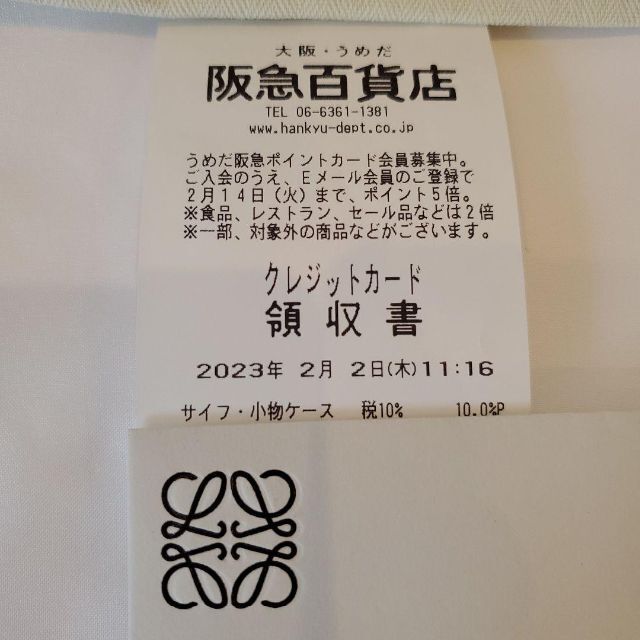 大阪・うめだ
阪急百貨店
TEL 06-6361-1381
www.hankyu-dept.co.jp
うめだ阪急ポイントカード会員募集中。
ご入会のうえ、Eメール会員のご登録で
2月14日(火)まで、ポイント5倍。
※食品、レストラン、セール品などは2倍
※一部、対象外の商品などがございます。
クレジットカード
領収書
2023年 2月 2日(木)11:16
サイフ・小物ケース 税10% 10.0%P